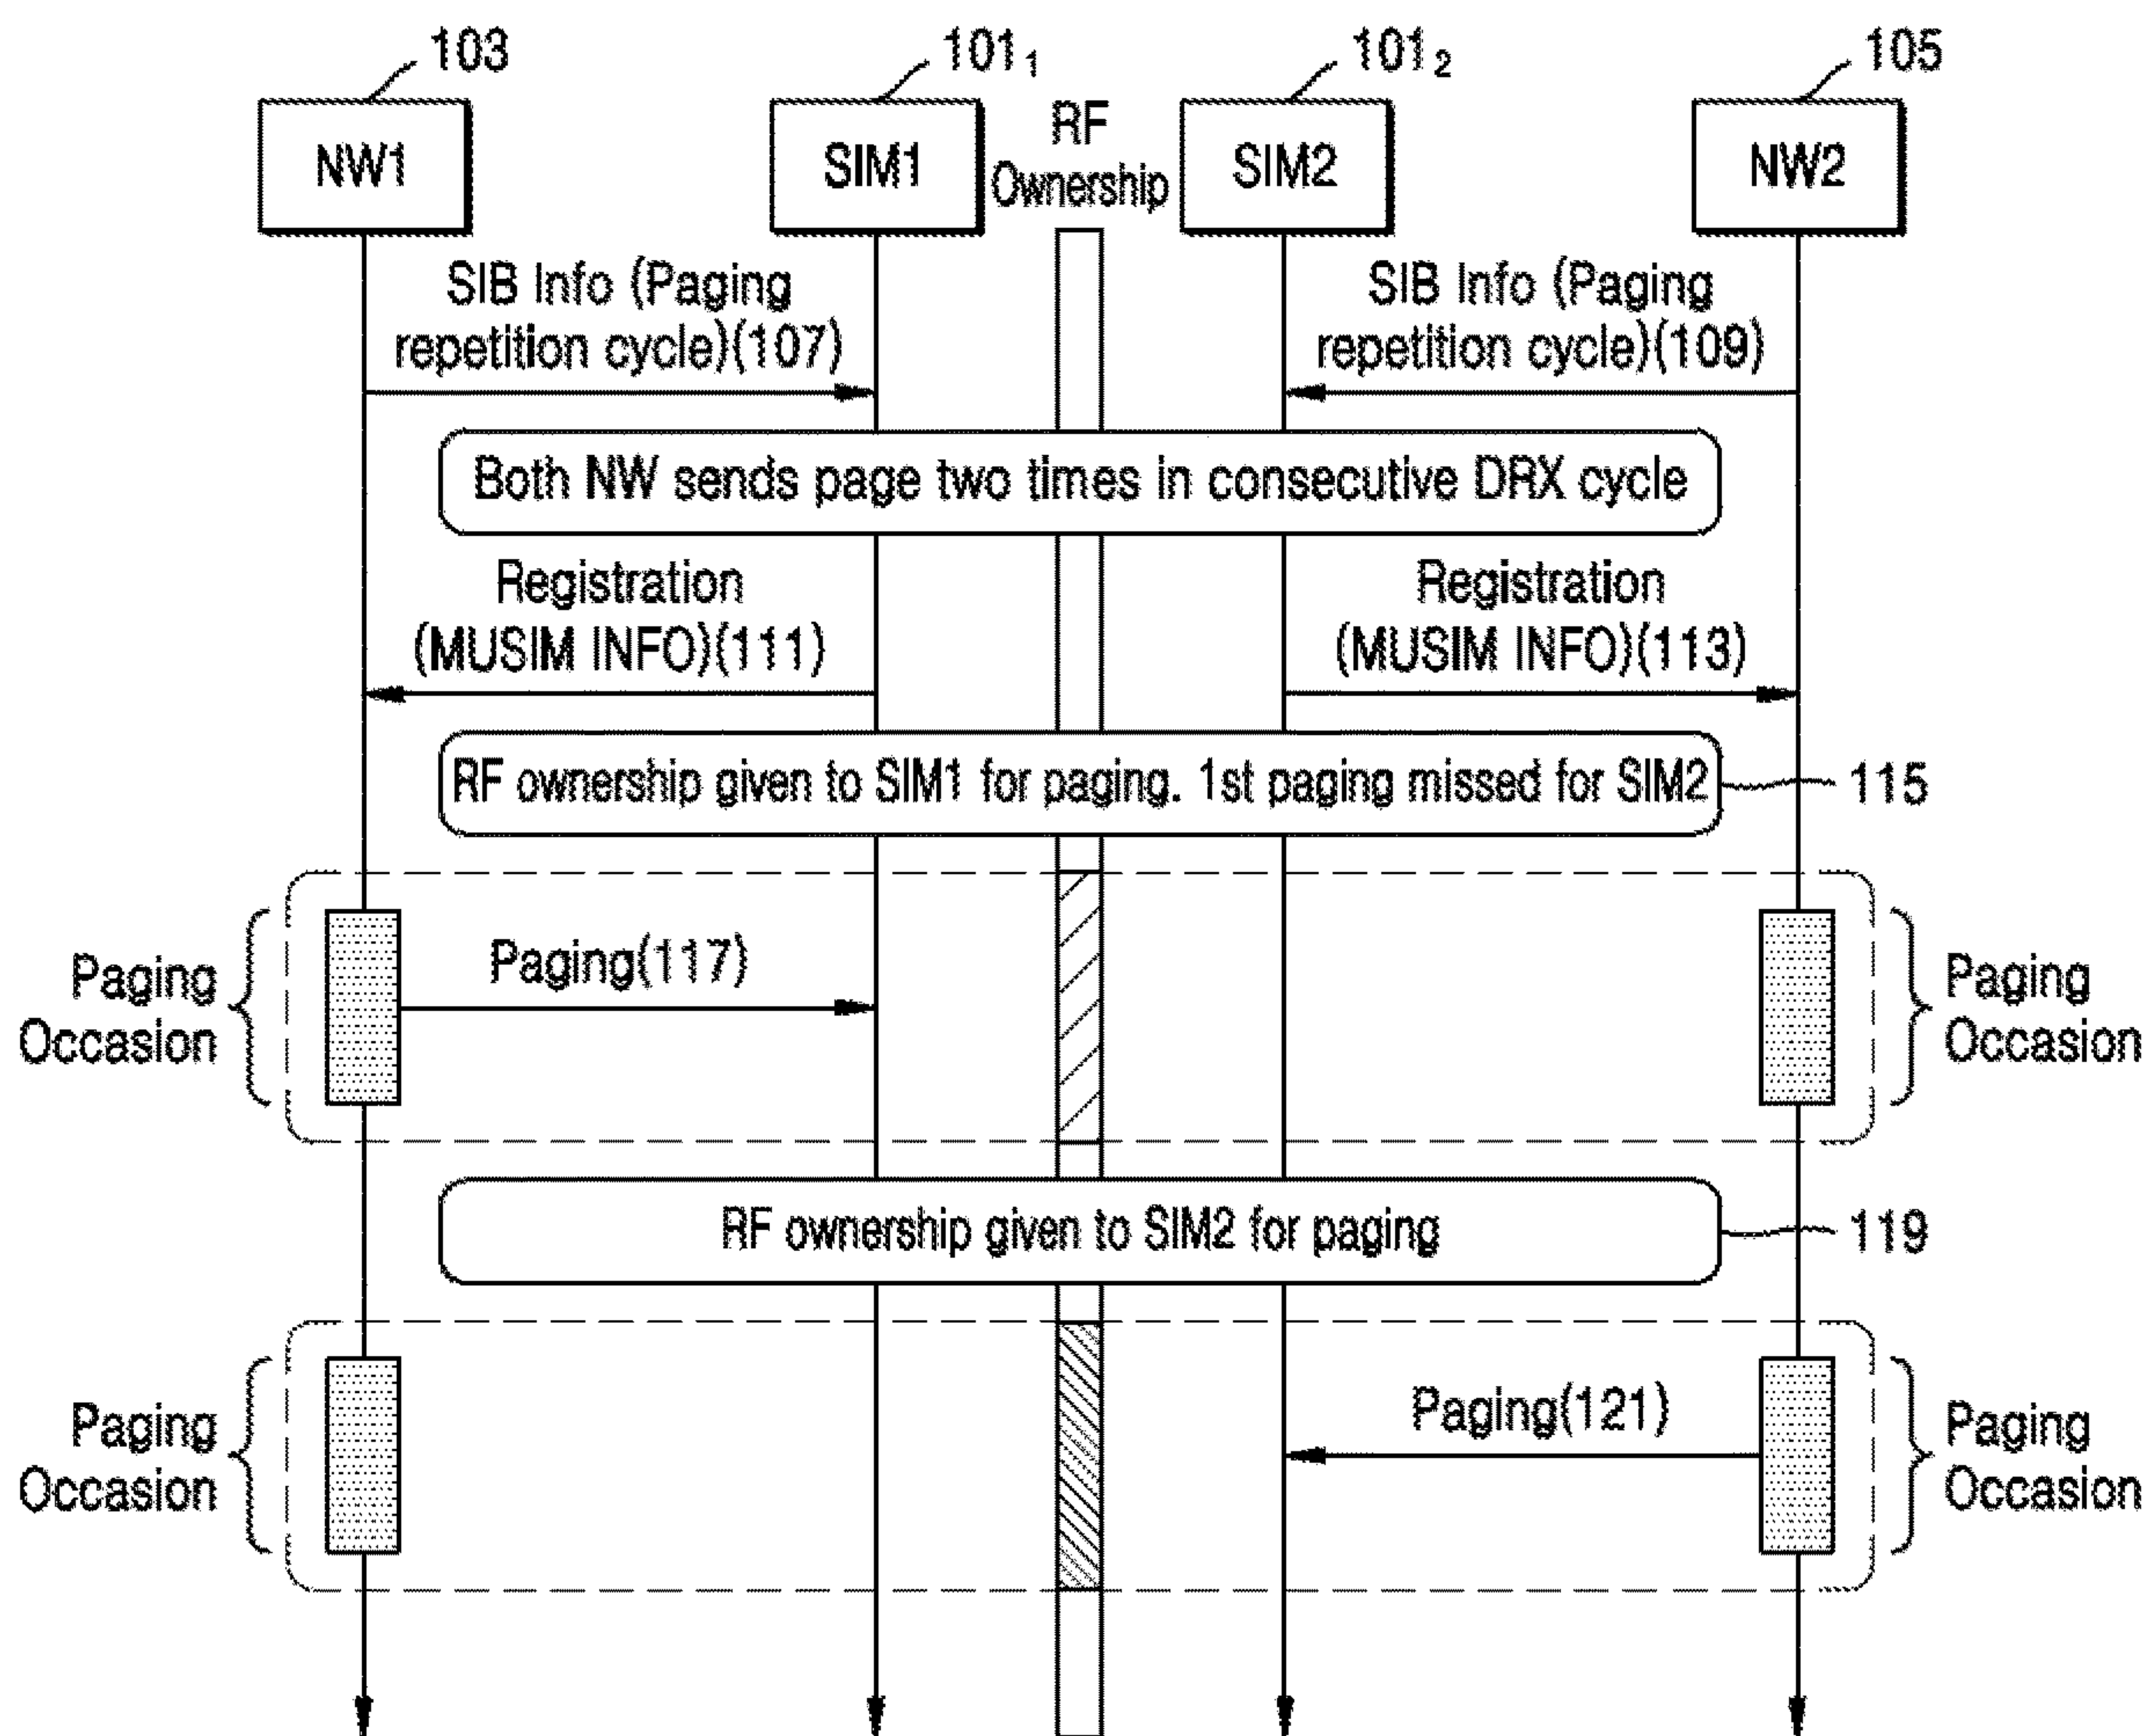 103
101₁
101₂
105
NW1
SIM1
RF
Ownership
SIM2
NW2
SIB Info (Paging
repetition cycle)(107)
SIB Info (Paging
repetition cycle)(109)
Both NW sends page two times in consecutive DRX cycle
Registration
(MUSIM INFO)(111)
Registration
(MUSIM INFO)(113)
RF ownership given to SIM1 for paging. 1st paging missed for SIM2
115
Paging
Occasion
Paging(117)
Paging
Occasion
RF ownership given to SIM2 for paging
119
Paging
Occasion
Paging(121)
Paging
Occasion